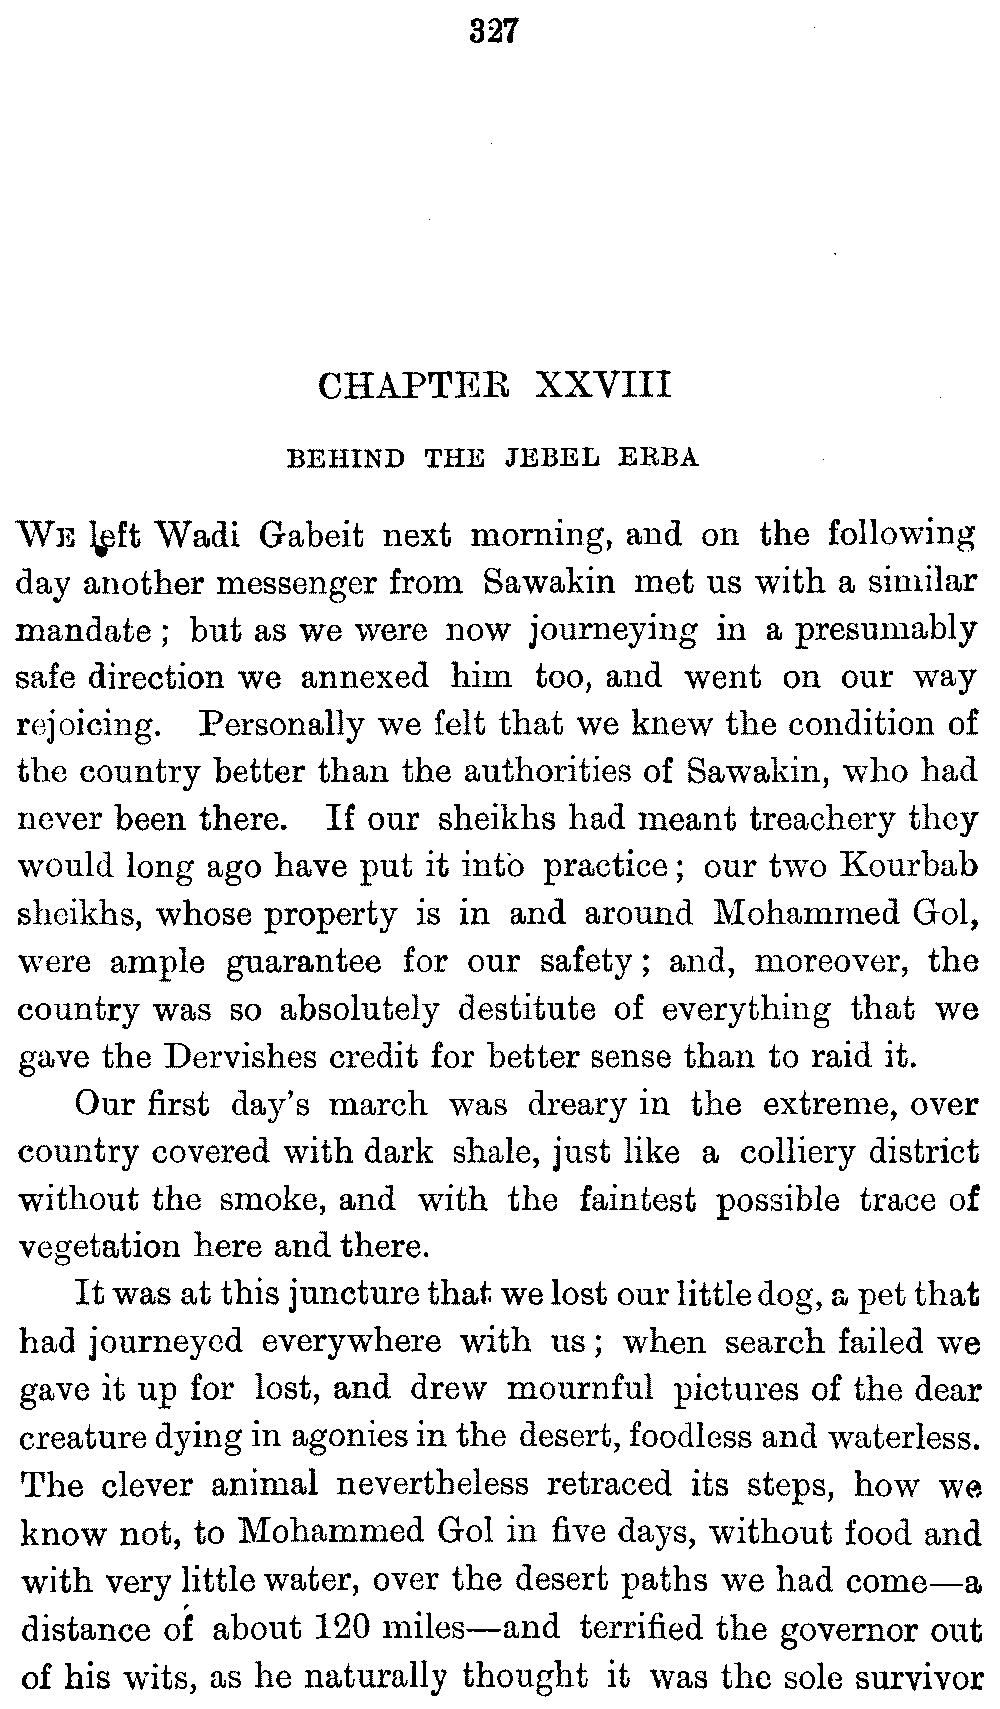 327
CHAPTER XXVIII
BEHIND THE JEBEL ERBA
WE left Wadi Gabeit next morning, and on the following
day another messenger from Sawakin met us with a similar
mandate; but as we were now journeying in a presumably
safe direction we annexed him too, and went on our way
rejoicing. Personally we felt that we knew the condition of
the country better than the authorities of Sawakin, who had
never been there. If our sheikhs had meant treachery they
would long ago have put it into practice; our two Kourbab
sheikhs, whose property is in and around Mohammed Gol,
were ample guarantee for our safety; and, moreover, the
country was so absolutely destitute of everything that we
gave the Dervishes credit for better sense than to raid it.
Our first day's march was dreary in the extreme, over
country covered with dark shale, just like a colliery district
without the smoke, and with the faintest possible trace of
vegetation here and there.
It was at this juncture that we lost our little dog, a pet that
had journeyed everywhere with us; when search failed we
gave it up for lost, and drew mournful pictures of the dear
creature dying in agonies in the desert, foodless and waterless.
The clever animal nevertheless retraced its steps, how we
know not, to Mohammed Gol in five days, without food and
with very little water, over the desert paths we had come—a
distance of about 120 miles—and terrified the governor out
of his wits, as he naturally thought it was the sole survivor